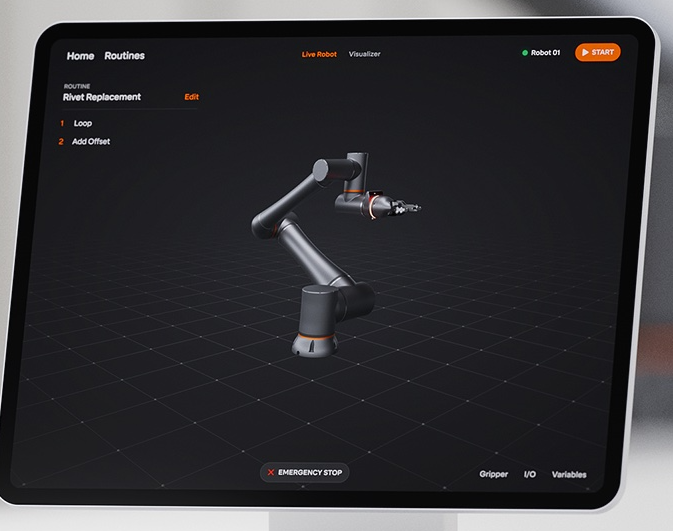 Home Routines Live Robot Visualizer Robot 01 START
ROUTINE
Rivet Replacement Edit
1 Loop
2 Add Offset
EMERGENCY STOP Gripper I/O Variables